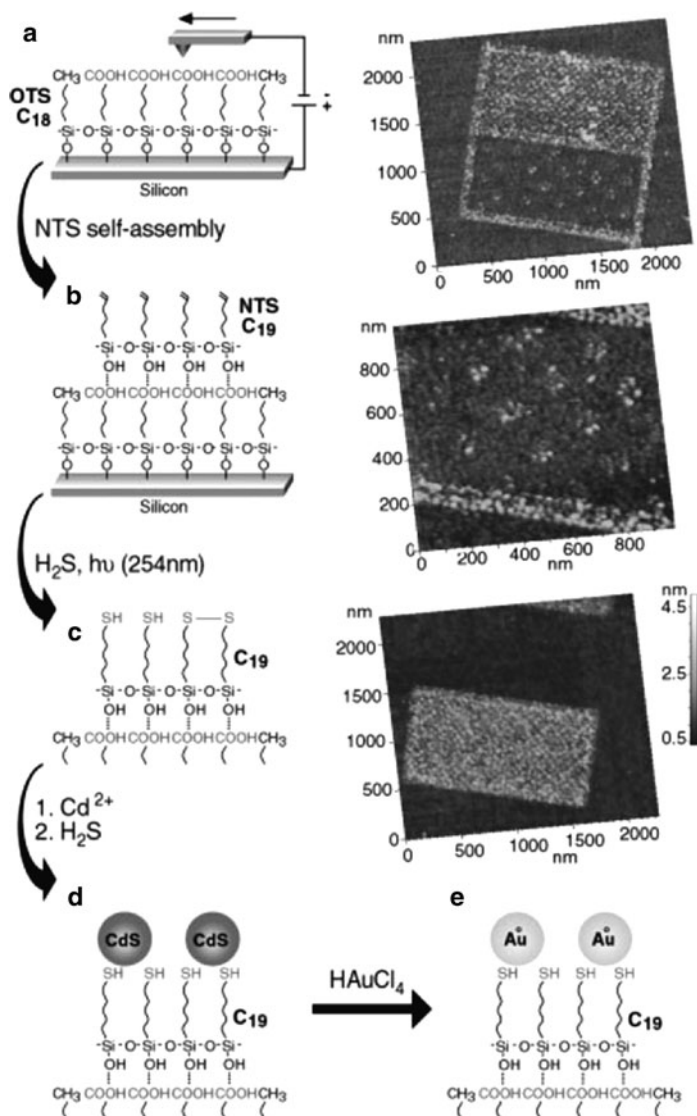 a
CH3 COOH COOH COOH COOH CH3
OTS
C18
-Si - O -Si- O -Si- O -Si- O -Si- O -Si-
O O O O O O
Silicon
-
+
NTS self-assembly
nm
2000
1500
1000
500
0
0 500 1000 1500 2000
nm
b
NTS
C19
-Si- O -Si- O -Si- O -Si-
OH OH OH OH
CH3 COOH COOH COOH COOH CH3
-Si - O -Si- O -Si- O -Si- O -Si- O -Si-
O O O O O O
Silicon
H2S, hυ (254nm)
nm
800
600
400
200
0
0 200 400 600 800
nm
c
SH SH S — S
C19
-Si- O -Si- O -Si- O -Si-
OH OH OH OH
CH3 COOH COOH COOH COOH CH3
1. Cd2+
2. H2S
nm
2000
1500
1000
500
0
0 500 1000 1500 2000
nm
nm
4.5
2.5
0.5
d
CdS CdS
SH SH SH SH
C19
-Si- O -Si- O -Si- O -Si-
OH OH OH OH
CH3 COOH COOH COOH COOH CH3
HAuCl4
e
Au° Au°
SH SH SH SH
C19
-Si- O -Si- O -Si- O -Si-
OH OH OH OH
CH3 COOH COOH COOH COOH CH3